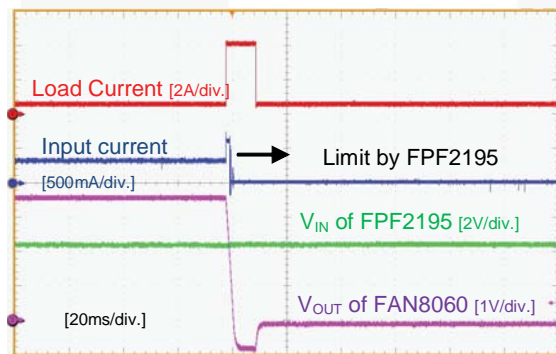 Load Current [2A/div.]
Input current
Limit by FPF2195
[500mA/div.]
VIN of FPF2195 [2V/div.]
[20ms/div.]
VOUT of FAN8060 [1V/div.]